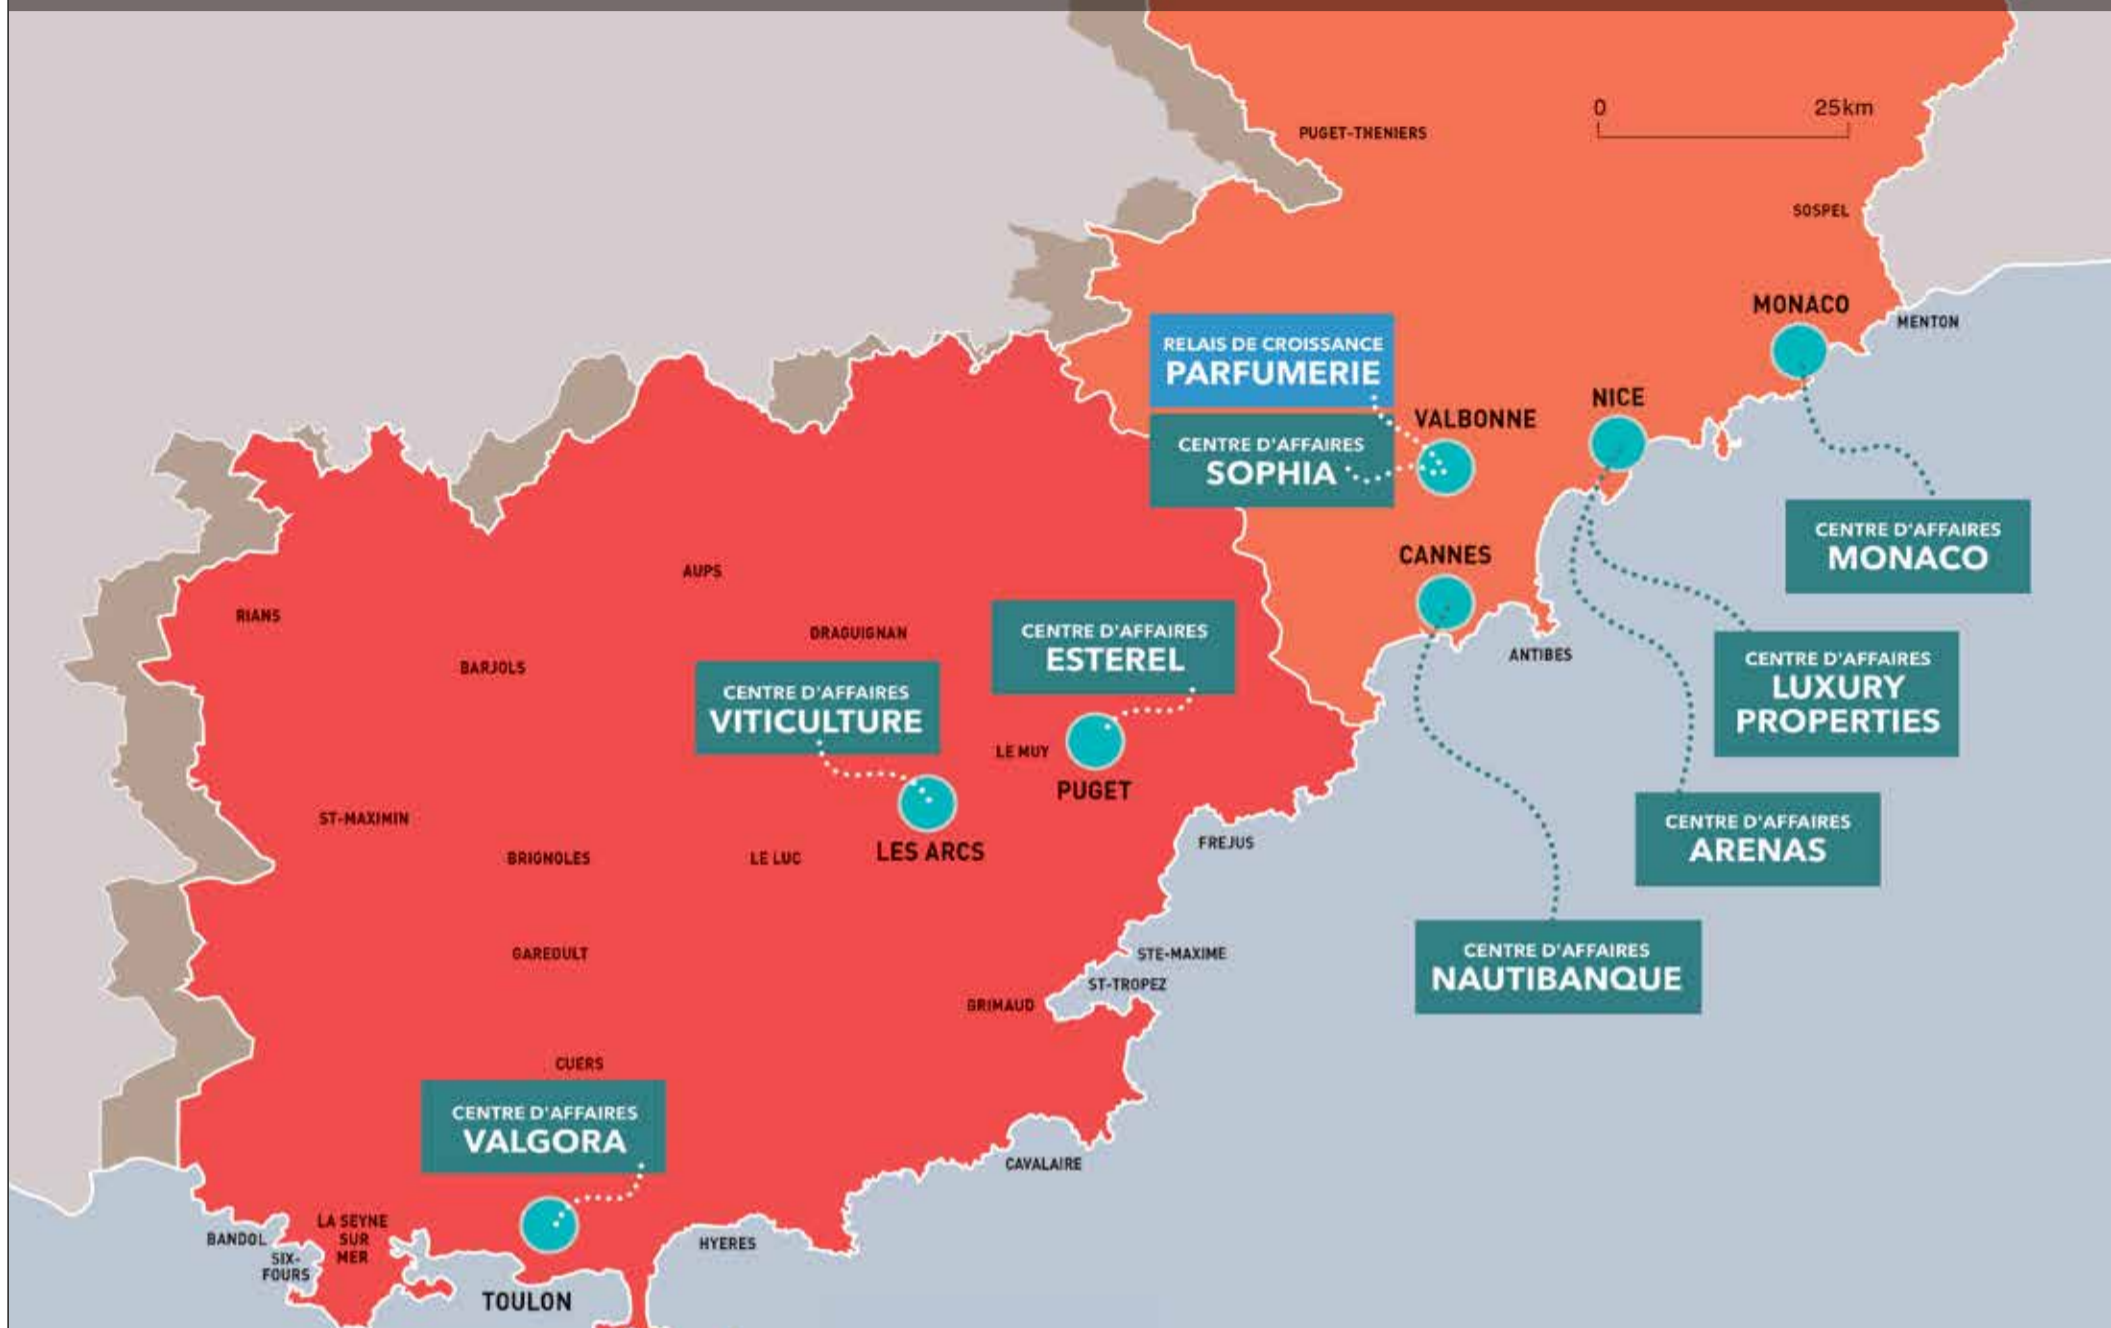 0 25km
PUGET-THENIERS
SOSPEL
MONACO
MENTON
RELAIS DE CROISSANCE
PARFUMERIE
NICE
VALBONNE
CENTRE D'AFFAIRES
SOPHIA
CENTRE D'AFFAIRES
MONACO
CANNES
AUPS
RIANS
DRAGUIGNAN
CENTRE D'AFFAIRES
ESTEREL
ANTIBES
BARJOLS
CENTRE D'AFFAIRES
LUXURY
PROPERTIES
CENTRE D'AFFAIRES
VITICULTURE
LE MUY
PUGET
ST-MAXIMIN
CENTRE D'AFFAIRES
ARENAS
FREJUS
LES ARCS
BRIGNOLES
LE LUC
GAREOULT
STE-MAXIME
CENTRE D'AFFAIRES
NAUTIBANQUE
ST-TROPEZ
GRIMAUD
CUERS
CENTRE D'AFFAIRES
VALGORA
CAVALAIRE
LA SEYNE
SUR
MER
BANDOL
HYERES
SIX-
FOURS
TOULON